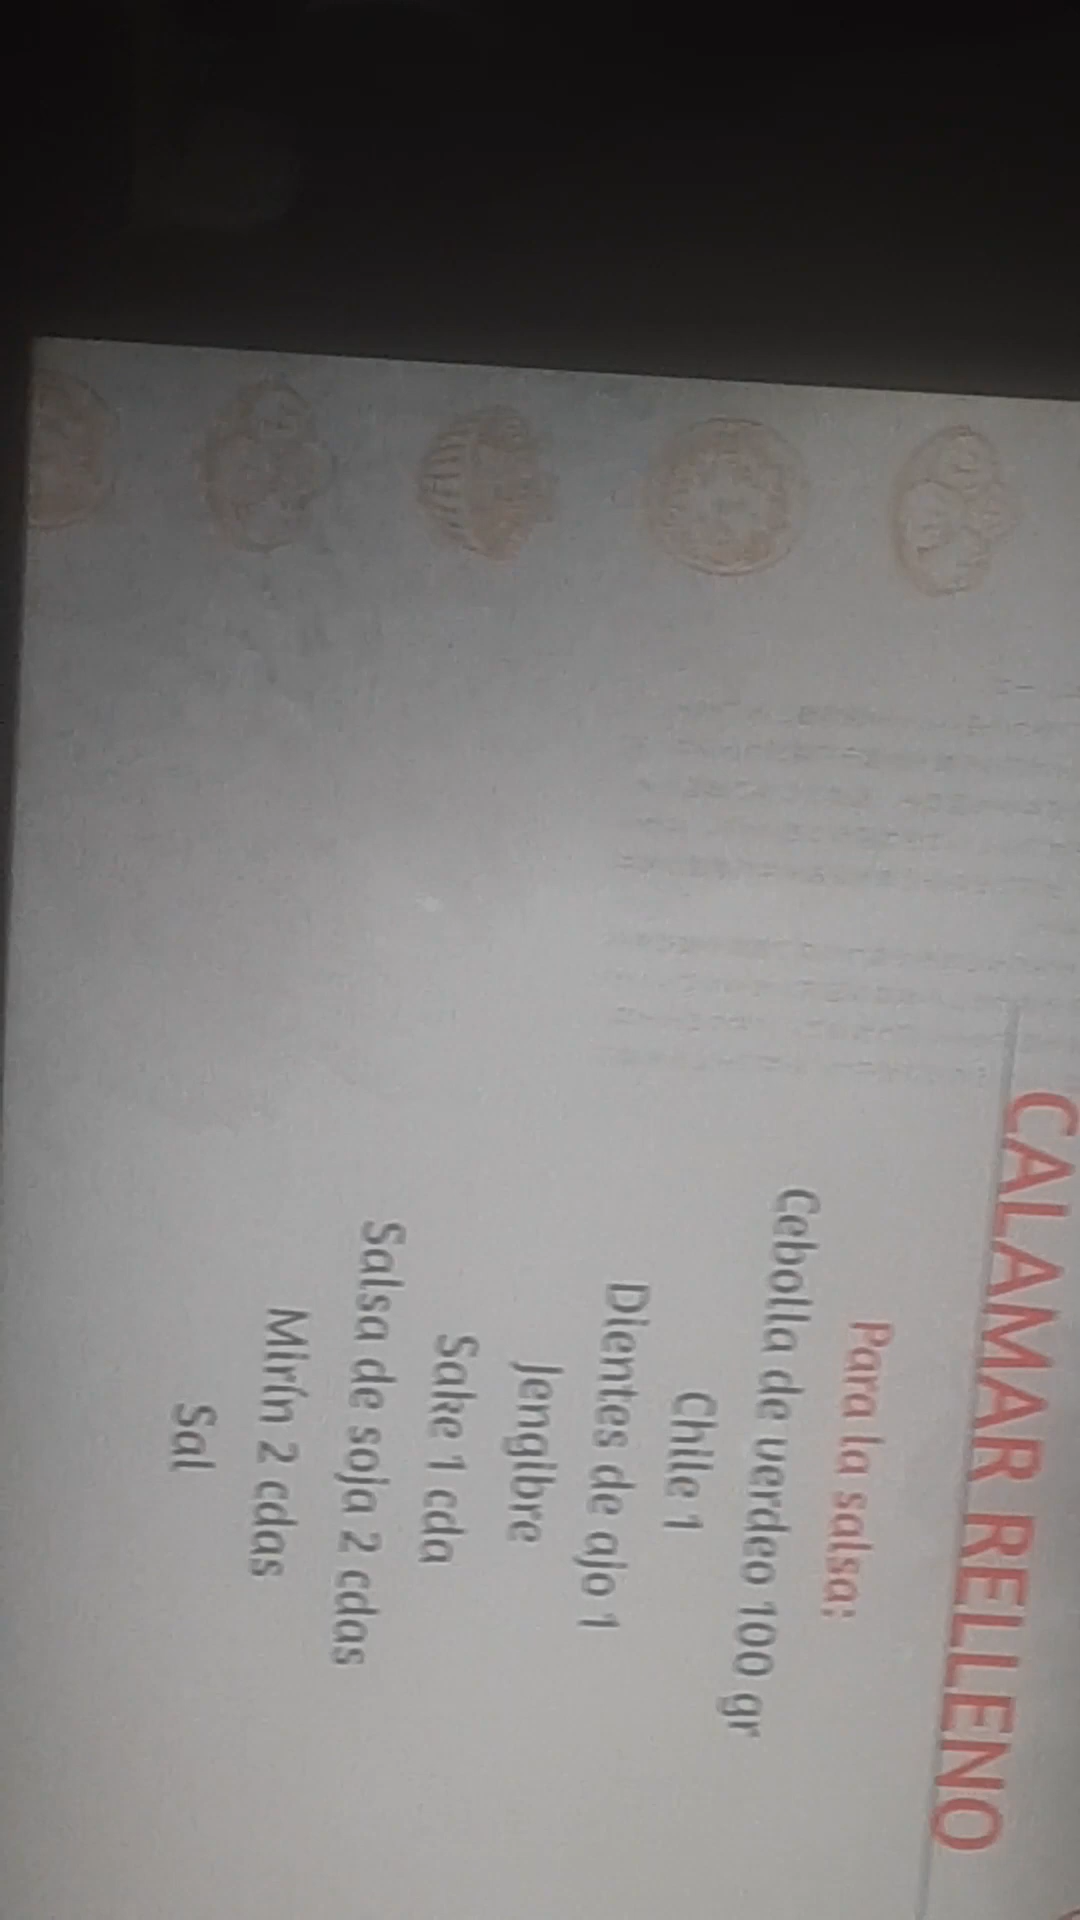 CALAMAR RELLENO
Para la salsa:
Cebolla de verdeo 100 gr
Chile 1
Dientes de ajo 1
Jengibre
Sake 1 cda
Salsa de soja 2 cdas
Mirín 2 cdas
Sal